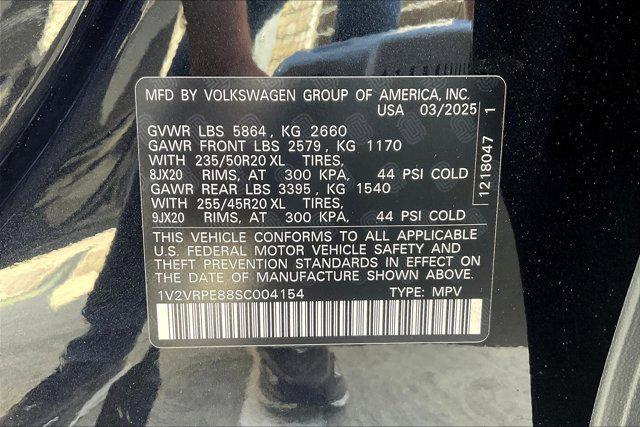 MFD BY VOLKSWAGEN GROUP OF AMERICA, INC.
USA 03/2025
GVWR LBS 5864, KG 2660
GAWR FRONT LBS 2579, KG 1170
WITH 235/50R20 XL TIRES,
8JX20 RIMS, AT 300 KPA, 44 PSI COLD
GAWR REAR LBS 3395, KG 1540
WITH 255/45R20 XL TIRES,
9JX20 RIMS, AT 300 KPA, 44 PSI COLD
THIS VEHICLE CONFORMS TO ALL APPLICABLE
U.S. FEDERAL MOTOR VEHICLE SAFETY AND
THEFT PREVENTION STANDARDS IN EFFECT ON
THE DATE OF MANUFACTURE SHOWN ABOVE.
1V2VRPE88SC004154 TYPE: MPV
1218047 1